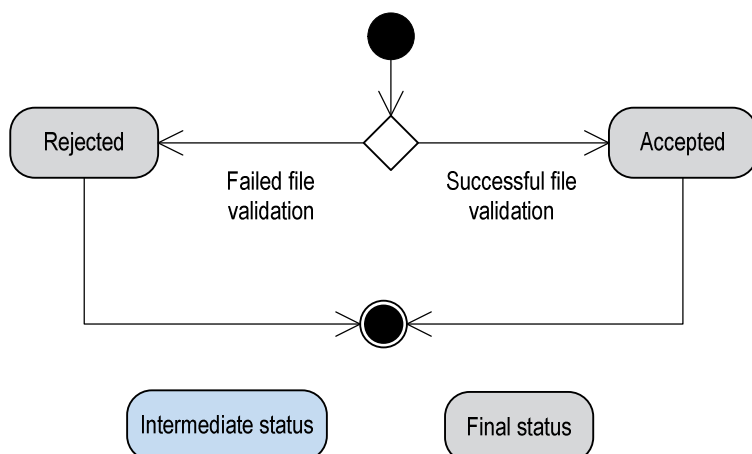 Rejected
Accepted
Failed file
validation
Successful file
validation
Intermediate status
Final status